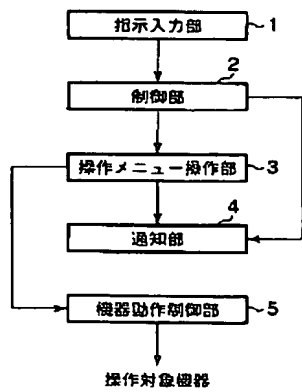 指示入力部 1
制御部 2
操作メニュー操作部 3
通知部 4
機器動作制御部 5
操作対象機器